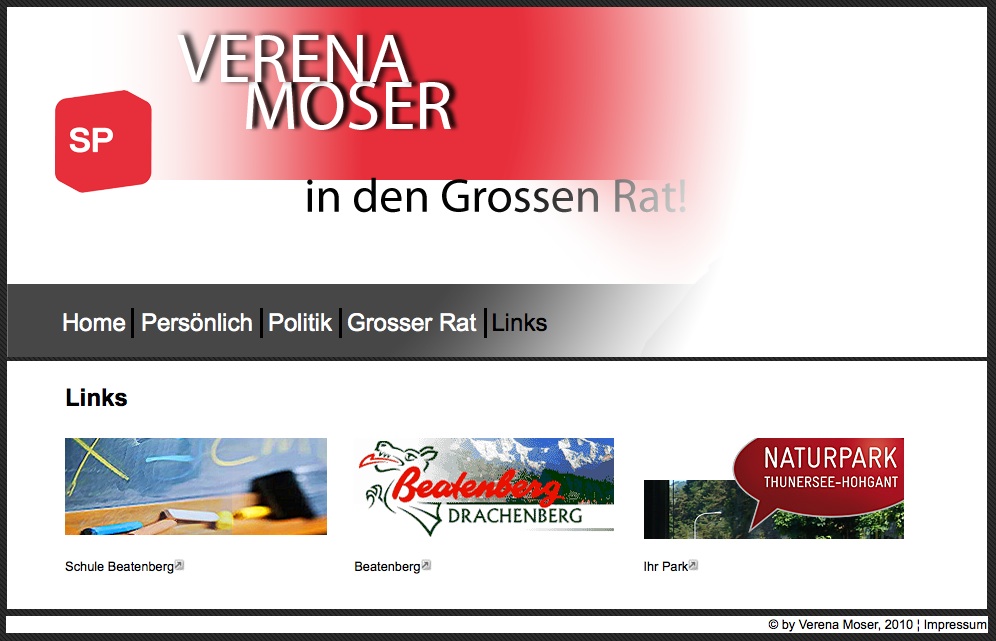 VERENA
MOSER
SP
in den Grossen Rat!
Home Persönlich Politik Grosser Rat Links
Links
Beatenberg
DRACHENBERG
NATURPARK
THUNERSEE-HOHGANT
Schule Beatenberg Beatenberg Ihr Park
© by Verena Moser, 2010 ¦ Impressum